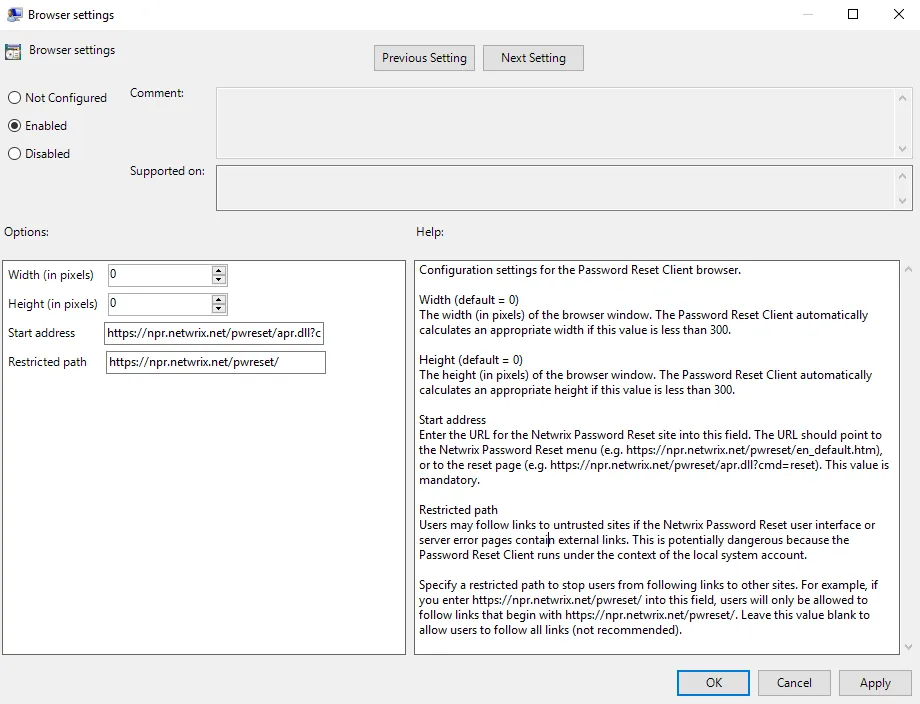 Browser settings
Browser settings
Previous Setting
Next Setting
Not Configured
Enabled
Disabled
Comment:
Supported on:
Options:
Help:
Width (in pixels) 0
Height (in pixels) 0
Start address https://npr.netwrix.net/pwreset/apr.dll?c
Restricted path https://npr.netwrix.net/pwreset/
Configuration settings for the Password Reset Client browser.
Width (default = 0)
The width (in pixels) of the browser window. The Password Reset Client automatically
calculates an appropriate width if this value is less than 300.
Height (default = 0)
The height (in pixels) of the browser window. The Password Reset Client automatically
calculates an appropriate height if this value is less than 300.
Start address
Enter the URL for the Netwrix Password Reset site into this field. The URL should point to
the Netwrix Password Reset menu (e.g. https://npr.netwrix.net/pwreset/en_default.htm),
or to the reset page (e.g. https://npr.netwrix.net/pwreset/apr.dll?cmd=reset). This value is
mandatory.
Restricted path
Users may follow links to untrusted sites if the Netwrix Password Reset user interface or
server error pages contain external links. This is potentially dangerous because the
Password Reset Client runs under the context of the local system account.
Specify a restricted path to stop users from following links to other sites. For example, if
you enter https://npr.netwrix.net/pwreset/ into this field, users will only be allowed to
follow links that begin with https://npr.netwrix.net/pwreset/. Leave this value blank to
allow users to follow all links (not recommended).
OK
Cancel
Apply